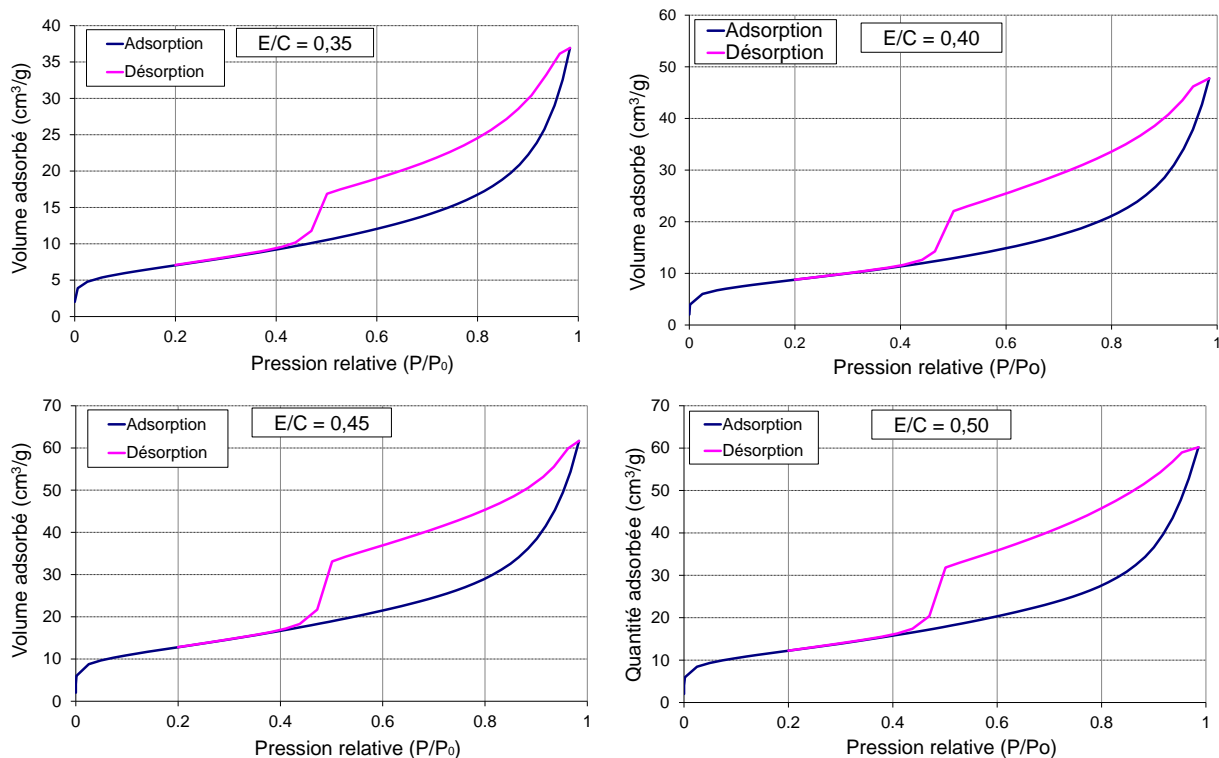 E/C = 0,35
Adsorption
Désorption
Volume adsorbé (cm³/g)
40
35
30
25
20
15
10
5
0
0
0.2
0.4
0.6
0.8
1
Pression relative (P/P₀)
E/C = 0,40
Adsorption
Désorption
Volume adsorbé (cm³/g)
60
50
40
30
20
10
0
0
0.2
0.4
0.6
0.8
1
Pression relative (P/Po)
E/C = 0,45
Adsorption
Désorption
Volume adsorbé (cm³/g)
70
60
50
40
30
20
10
0
0
0.2
0.4
0.6
0.8
1
Pression relative (P/P₀)
E/C = 0,50
Adsorption
Désorption
Quantité adsorbée (cm³/g)
70
60
50
40
30
20
10
0
0
0.2
0.4
0.6
0.8
1
Pression relative (P/Po)